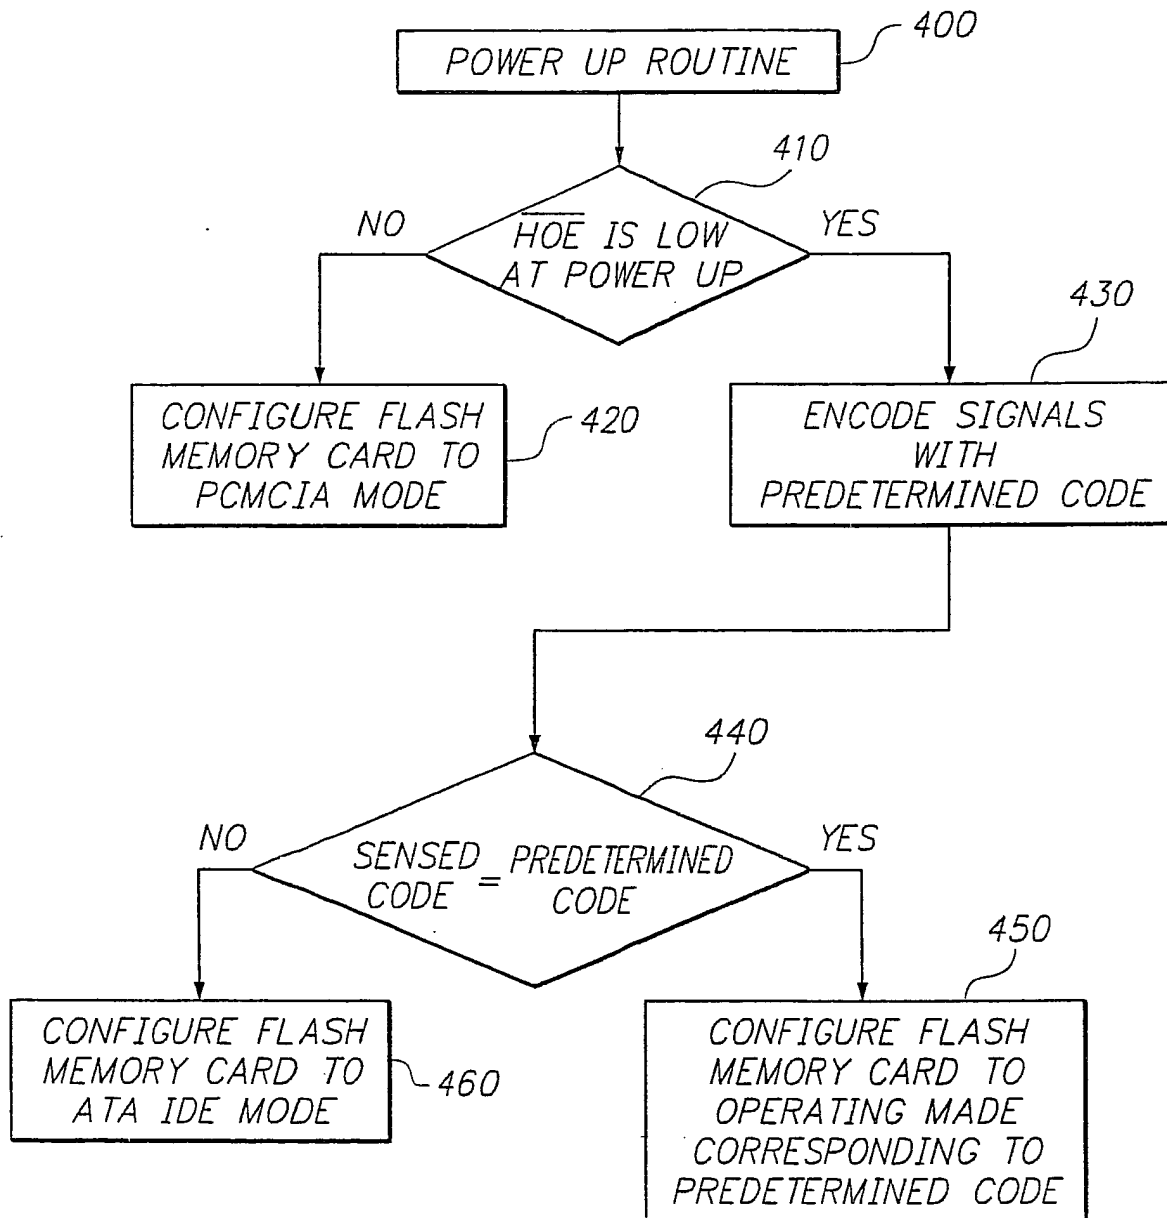 400
POWER UP ROUTINE
410
NO
YES
H̅O̅E̅ IS LOW
AT POWER UP
430
CONFIGURE FLASH
MEMORY CARD TO
PCMCIA MODE
420
ENCODE SIGNALS
WITH
PREDETERMINED CODE
440
NO
YES
SENSED CODE = PREDETERMINED CODE
450
CONFIGURE FLASH
MEMORY CARD TO
ATA IDE MODE
460
CONFIGURE FLASH
MEMORY CARD TO
OPERATING MADE
CORRESPONDING TO
PREDETERMINED CODE